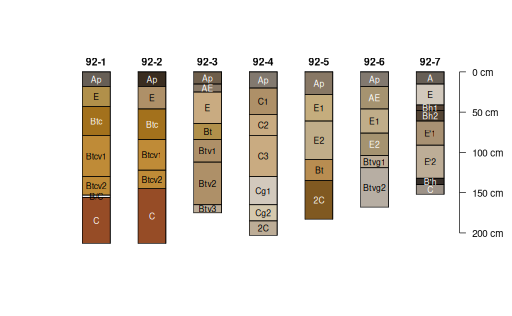 92-1 92-2 92-3 92-4 92-5 92-6 92-7
Ap
E
Btc
Btcv1
Btcv2
B/C
C
Ap
E
Btc
Btcv1
Btcv2
C
Ap
AE
E
Bt
Btv1
Btv2
Btv3
Ap
C1
C2
C3
Cg1
Cg2
2C
Ap
E1
E2
Bt
2C
Ap
AE
E1
E2
Btvg1
Btvg2
A
E
Bh1
Bh2
E'1
E'2
B'h
C
0 cm
50 cm
100 cm
150 cm
200 cm